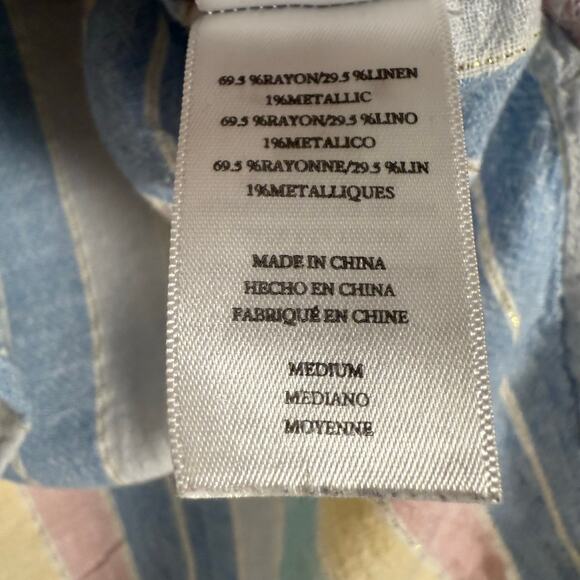 69.5 %RAYON/29.5 %LINEN
1%METALLIC
69.5 %RAYON/29.5 %LINO
1%METALICO
69.5 %RAYONNE/29.5 %LIN
1%METALLIQUES
MADE IN CHINA
HECHO EN CHINA
FABRIQUÉ EN CHINE
MEDIUM
MEDIANO
MOYENNE